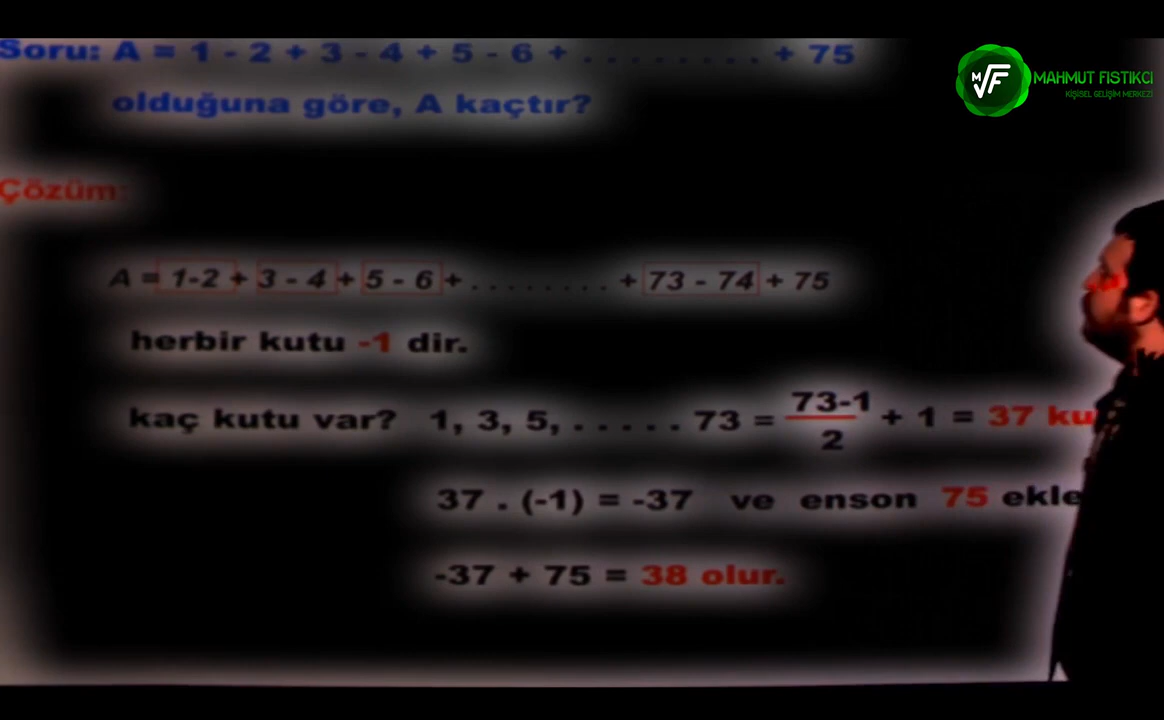 Soru: A = 1 - 2 + 3 - 4 + 5 - 6 + . . . . . . . . + 75
olduğuna göre, A kaçtır?
MAHMUT FISTIKCI
KİŞİSEL GELİŞİM MERKEZİ
Çözüm:
A = 1-2 + 3 - 4 + 5 - 6 + . . . . . . . . + 73 - 74 + 75
herbir kutu -1 dir.
kaç kutu var? 1, 3, 5, . . . . . 73 = 73-1/2 + 1 = 37 ku
37 . (-1) = -37 ve enson 75 ekle
-37 + 75 = 38 olur.